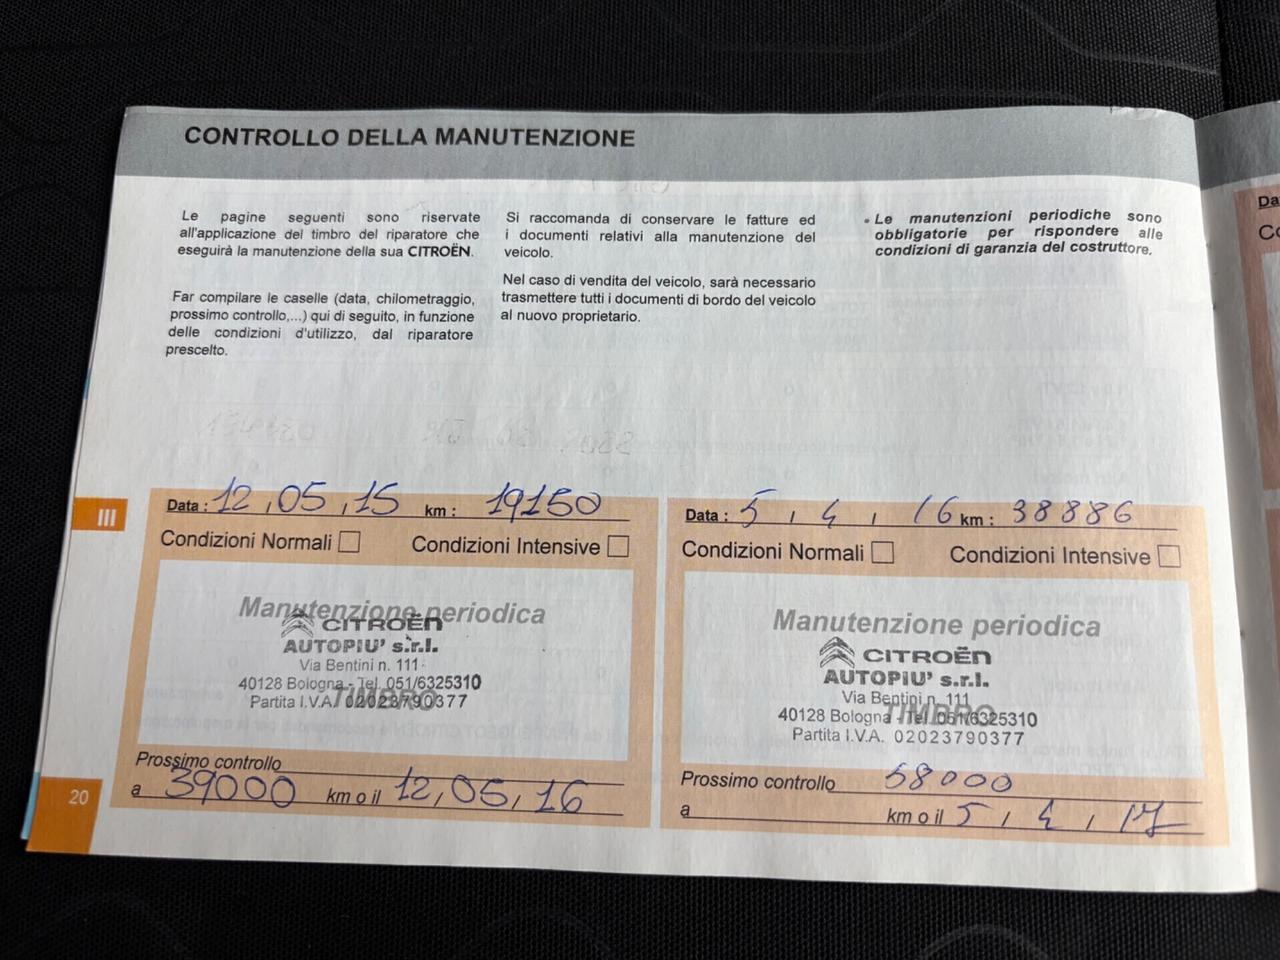 CONTROLLO DELLA MANUTENZIONE
Le pagine seguenti sono riservate
all'applicazione del timbro del riparatore che
eseguirà la manutenzione della sua CITROËN.
Far compilare le caselle (data, chilometraggio,
prossimo controllo,...) qui di seguito, in funzione
delle condizioni d'utilizzo, dal riparatore
prescelto.
Si raccomanda di conservare le fatture ed
i documenti relativi alla manutenzione del
veicolo.
Nel caso di vendita del veicolo, sarà necessario
trasmettere tutti i documenti di bordo del veicolo
al nuovo proprietario.
• Le manutenzioni periodiche sono
obbligatorie per rispondere alle
condizioni di garanzia del costruttore.
III
Data : 12,05,15 km : 19150
Condizioni Normali Condizioni Intensive
Manutenzione periodica
CITROËN
AUTOPIU' s.r.l.
Via Bentini n. 111
40128 Bologna - Tel. 051/6325310
TIMBRO
Partita I.V.A. 02023790377
Prossimo controllo
a 39000 km o il 12,05,16
Data : 5, 4, 16 km : 38886
Condizioni Normali Condizioni Intensive
Manutenzione periodica
CITROËN
AUTOPIU' s.r.l.
Via Bentini n. 111
TIMBRO
40128 Bologna - Tel. 051/6325310
Partita I.V.A. 02023790377
Prossimo controllo 58000
a km o il 5, 4, 17
20
Da